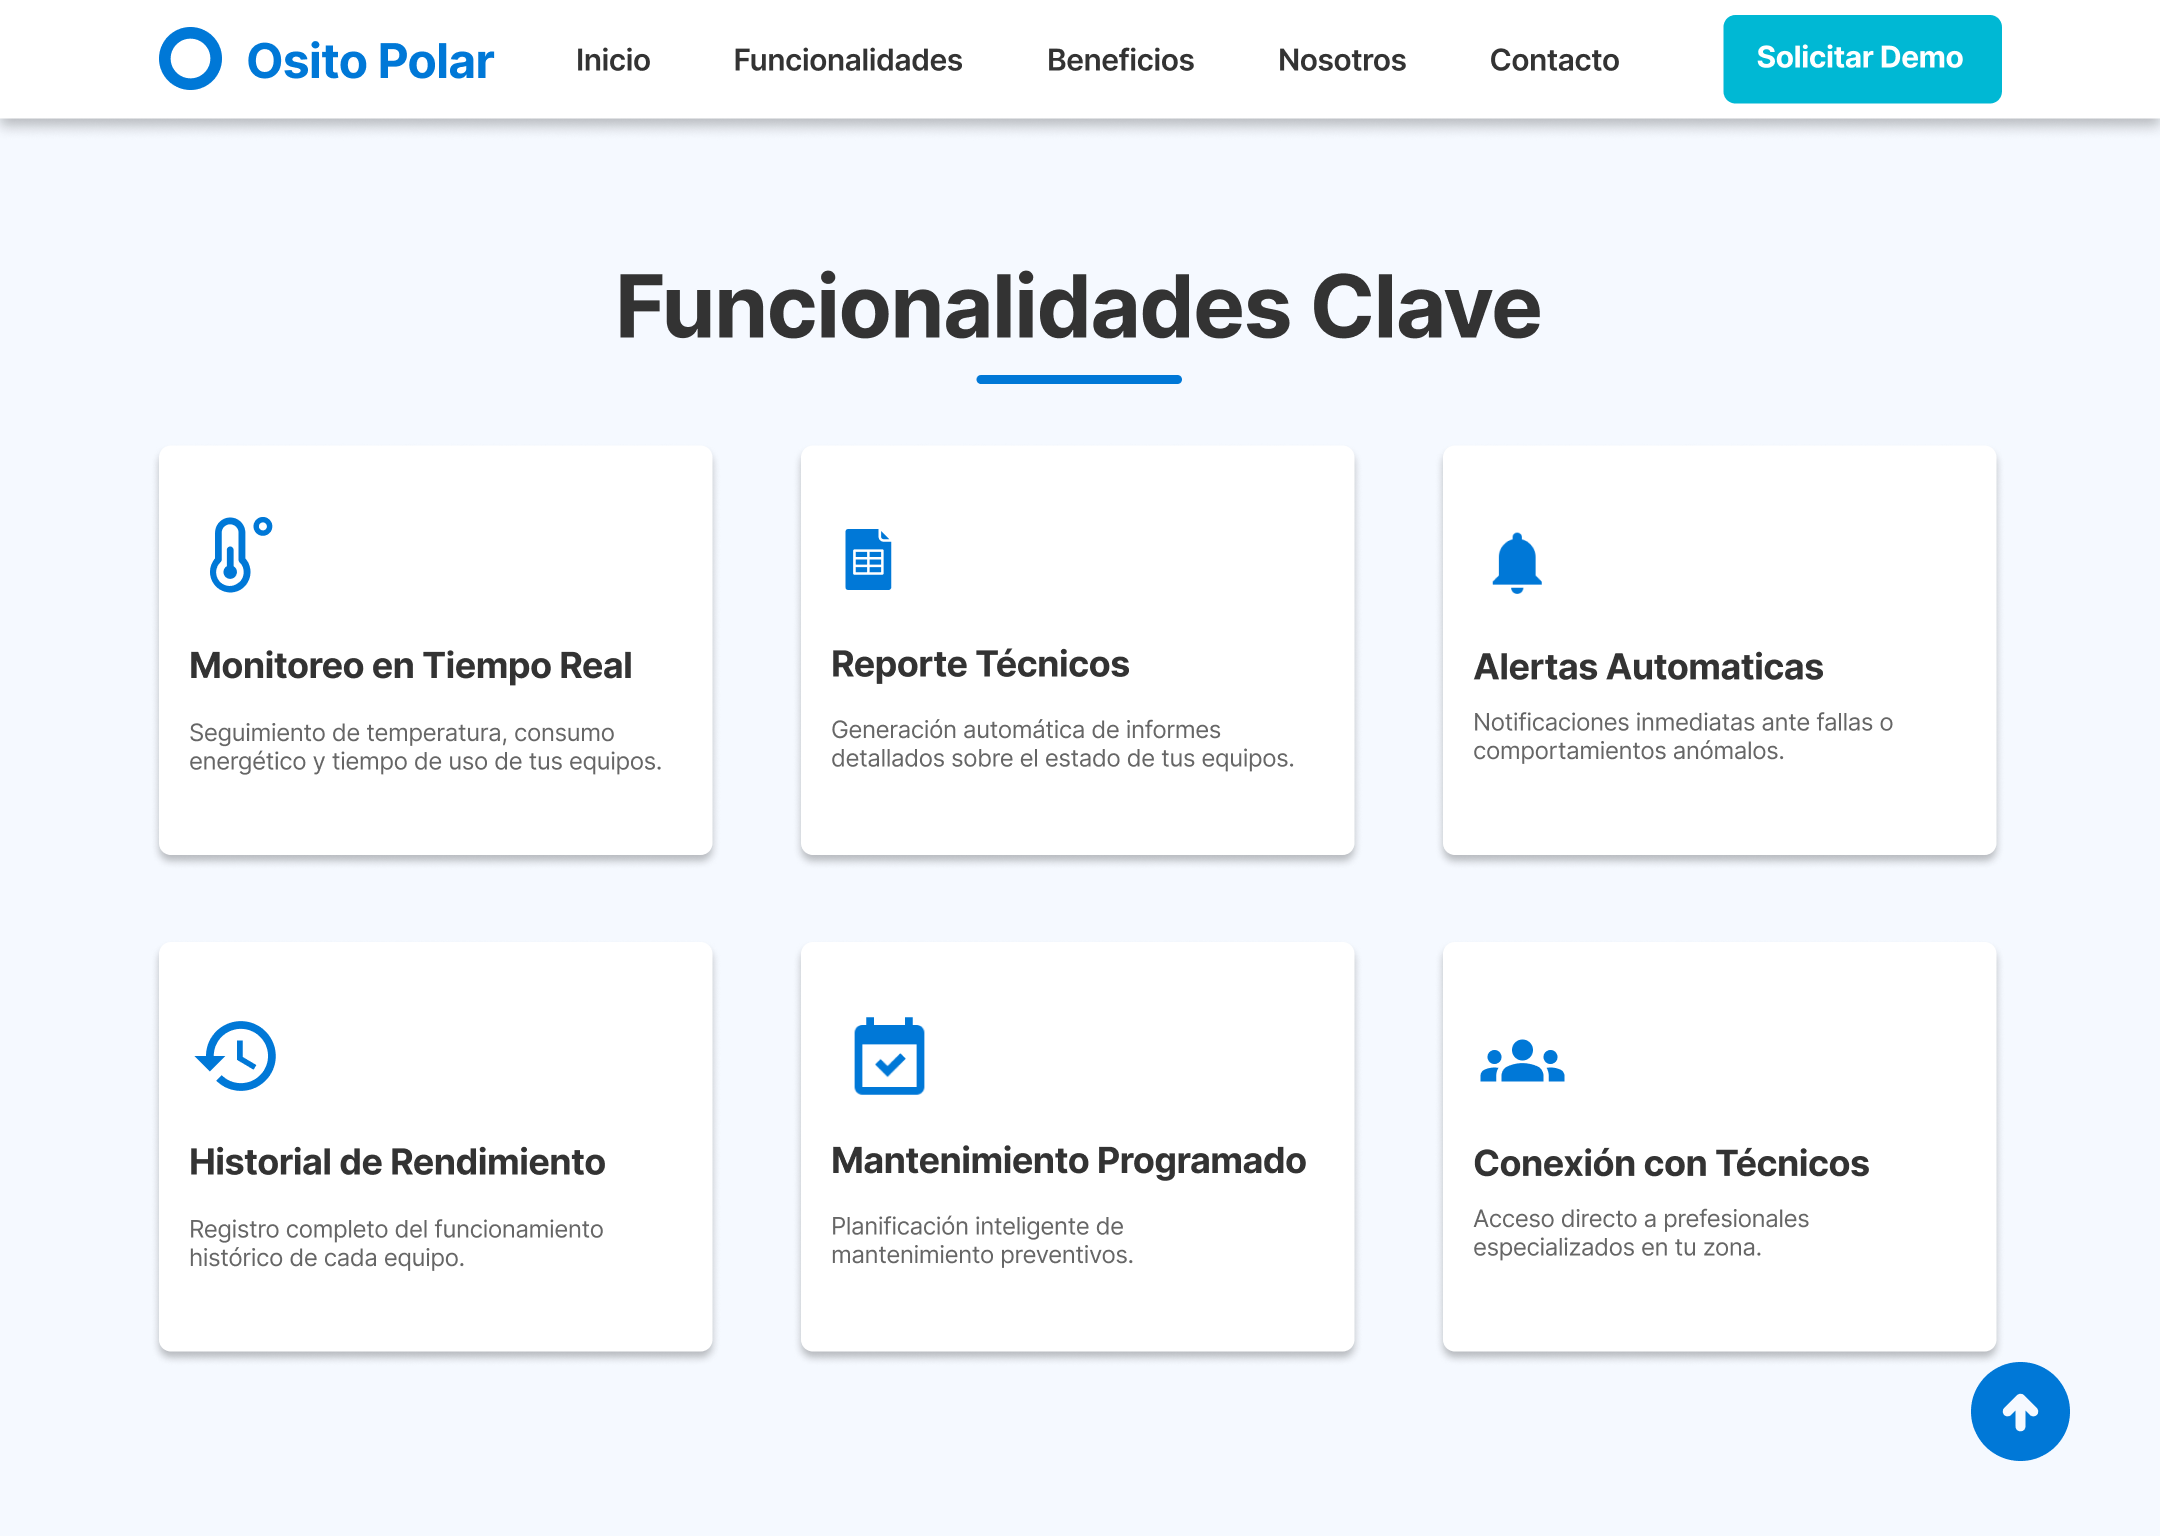 Osito Polar
Inicio
Funcionalidades
Beneficios
Nosotros
Contacto
Solicitar Demo
Funcionalidades Clave
Monitoreo en Tiempo Real
Seguimiento de temperatura, consumo
energético y tiempo de uso de tus equipos.
Reporte Técnicos
Generación automática de informes
detallados sobre el estado de tus equipos.
Alertas Automaticas
Notificaciones inmediatas ante fallas o
comportamientos anómalos.
Historial de Rendimiento
Registro completo del funcionamiento
histórico de cada equipo.
Mantenimiento Programado
Planificación inteligente de
mantenimiento preventivos.
Conexión con Técnicos
Acceso directo a prefesionales
especializados en tu zona.